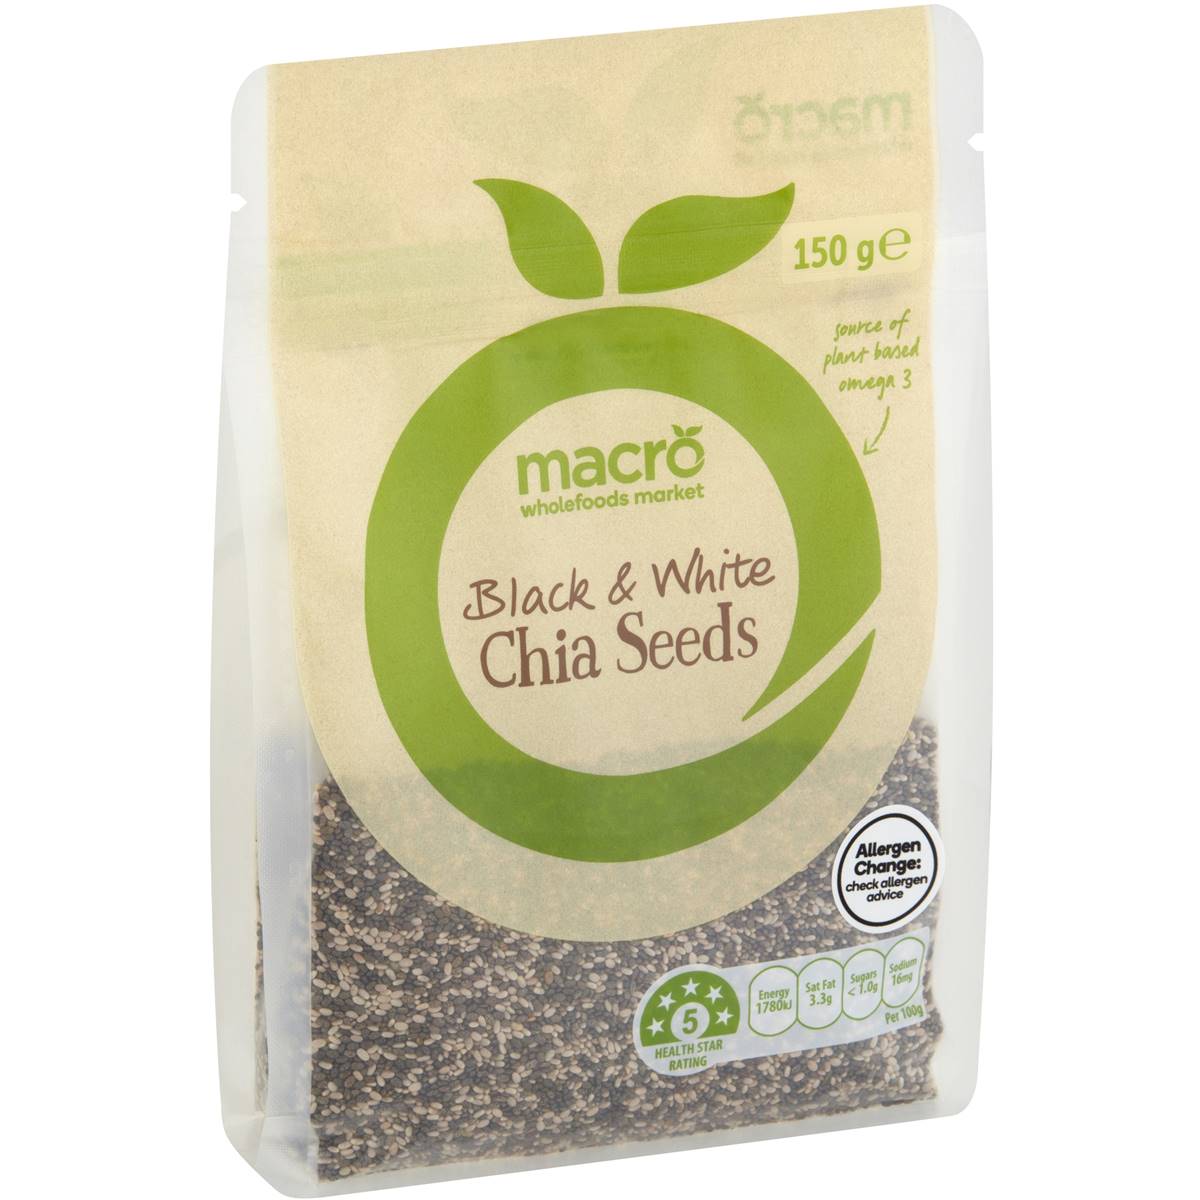 macro
150 g e
source of
plant based
omega 3
macro
wholefoods market
Black & White
Chia Seeds
Allergen
Change:
check allergen
advice
5
HEALTH STAR
RATING
Energy
1780kJ
Sat Fat
3.3g
Sugars
< 1.0g
Sodium
16mg
Per 100g